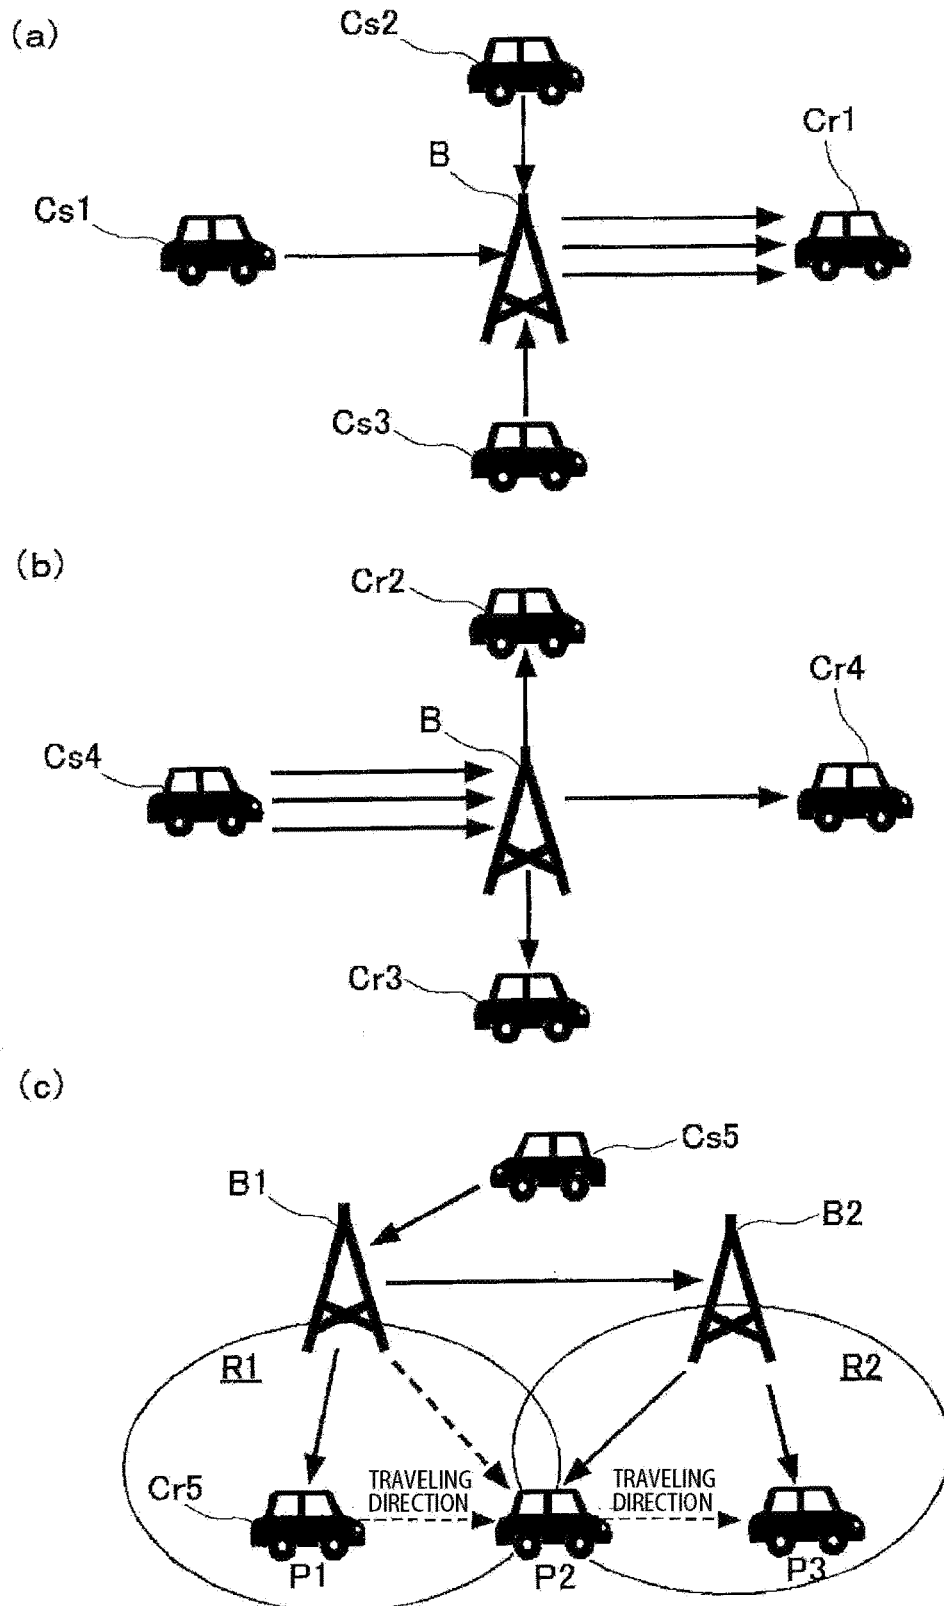 (a)
Cs2
Cr1
B
Cs1
Cs3
(b)
Cr2
Cr4
B
Cs4
Cr3
(c)
Cs5
B1
B2
R1
R2
TRAVELING
DIRECTION
TRAVELING
DIRECTION
Cr5
P1
P2
P3